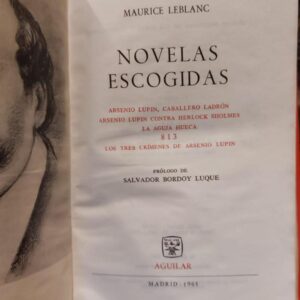 MAURICE LEBLANC
NOVELAS
ESCOGIDAS
ARSENIO LUPIN, CABALLERO LADRÓN
ARSENIO LUPIN CONTRA HERLOCK SHOLMES
LA AGUJA HUECA
813
LOS TRES CRÍMENES DE ARSENIO LUPIN
PRÓLOGO DE
SALVADOR BORDOY LUQUE
AGUILAR
MADRID - 1965